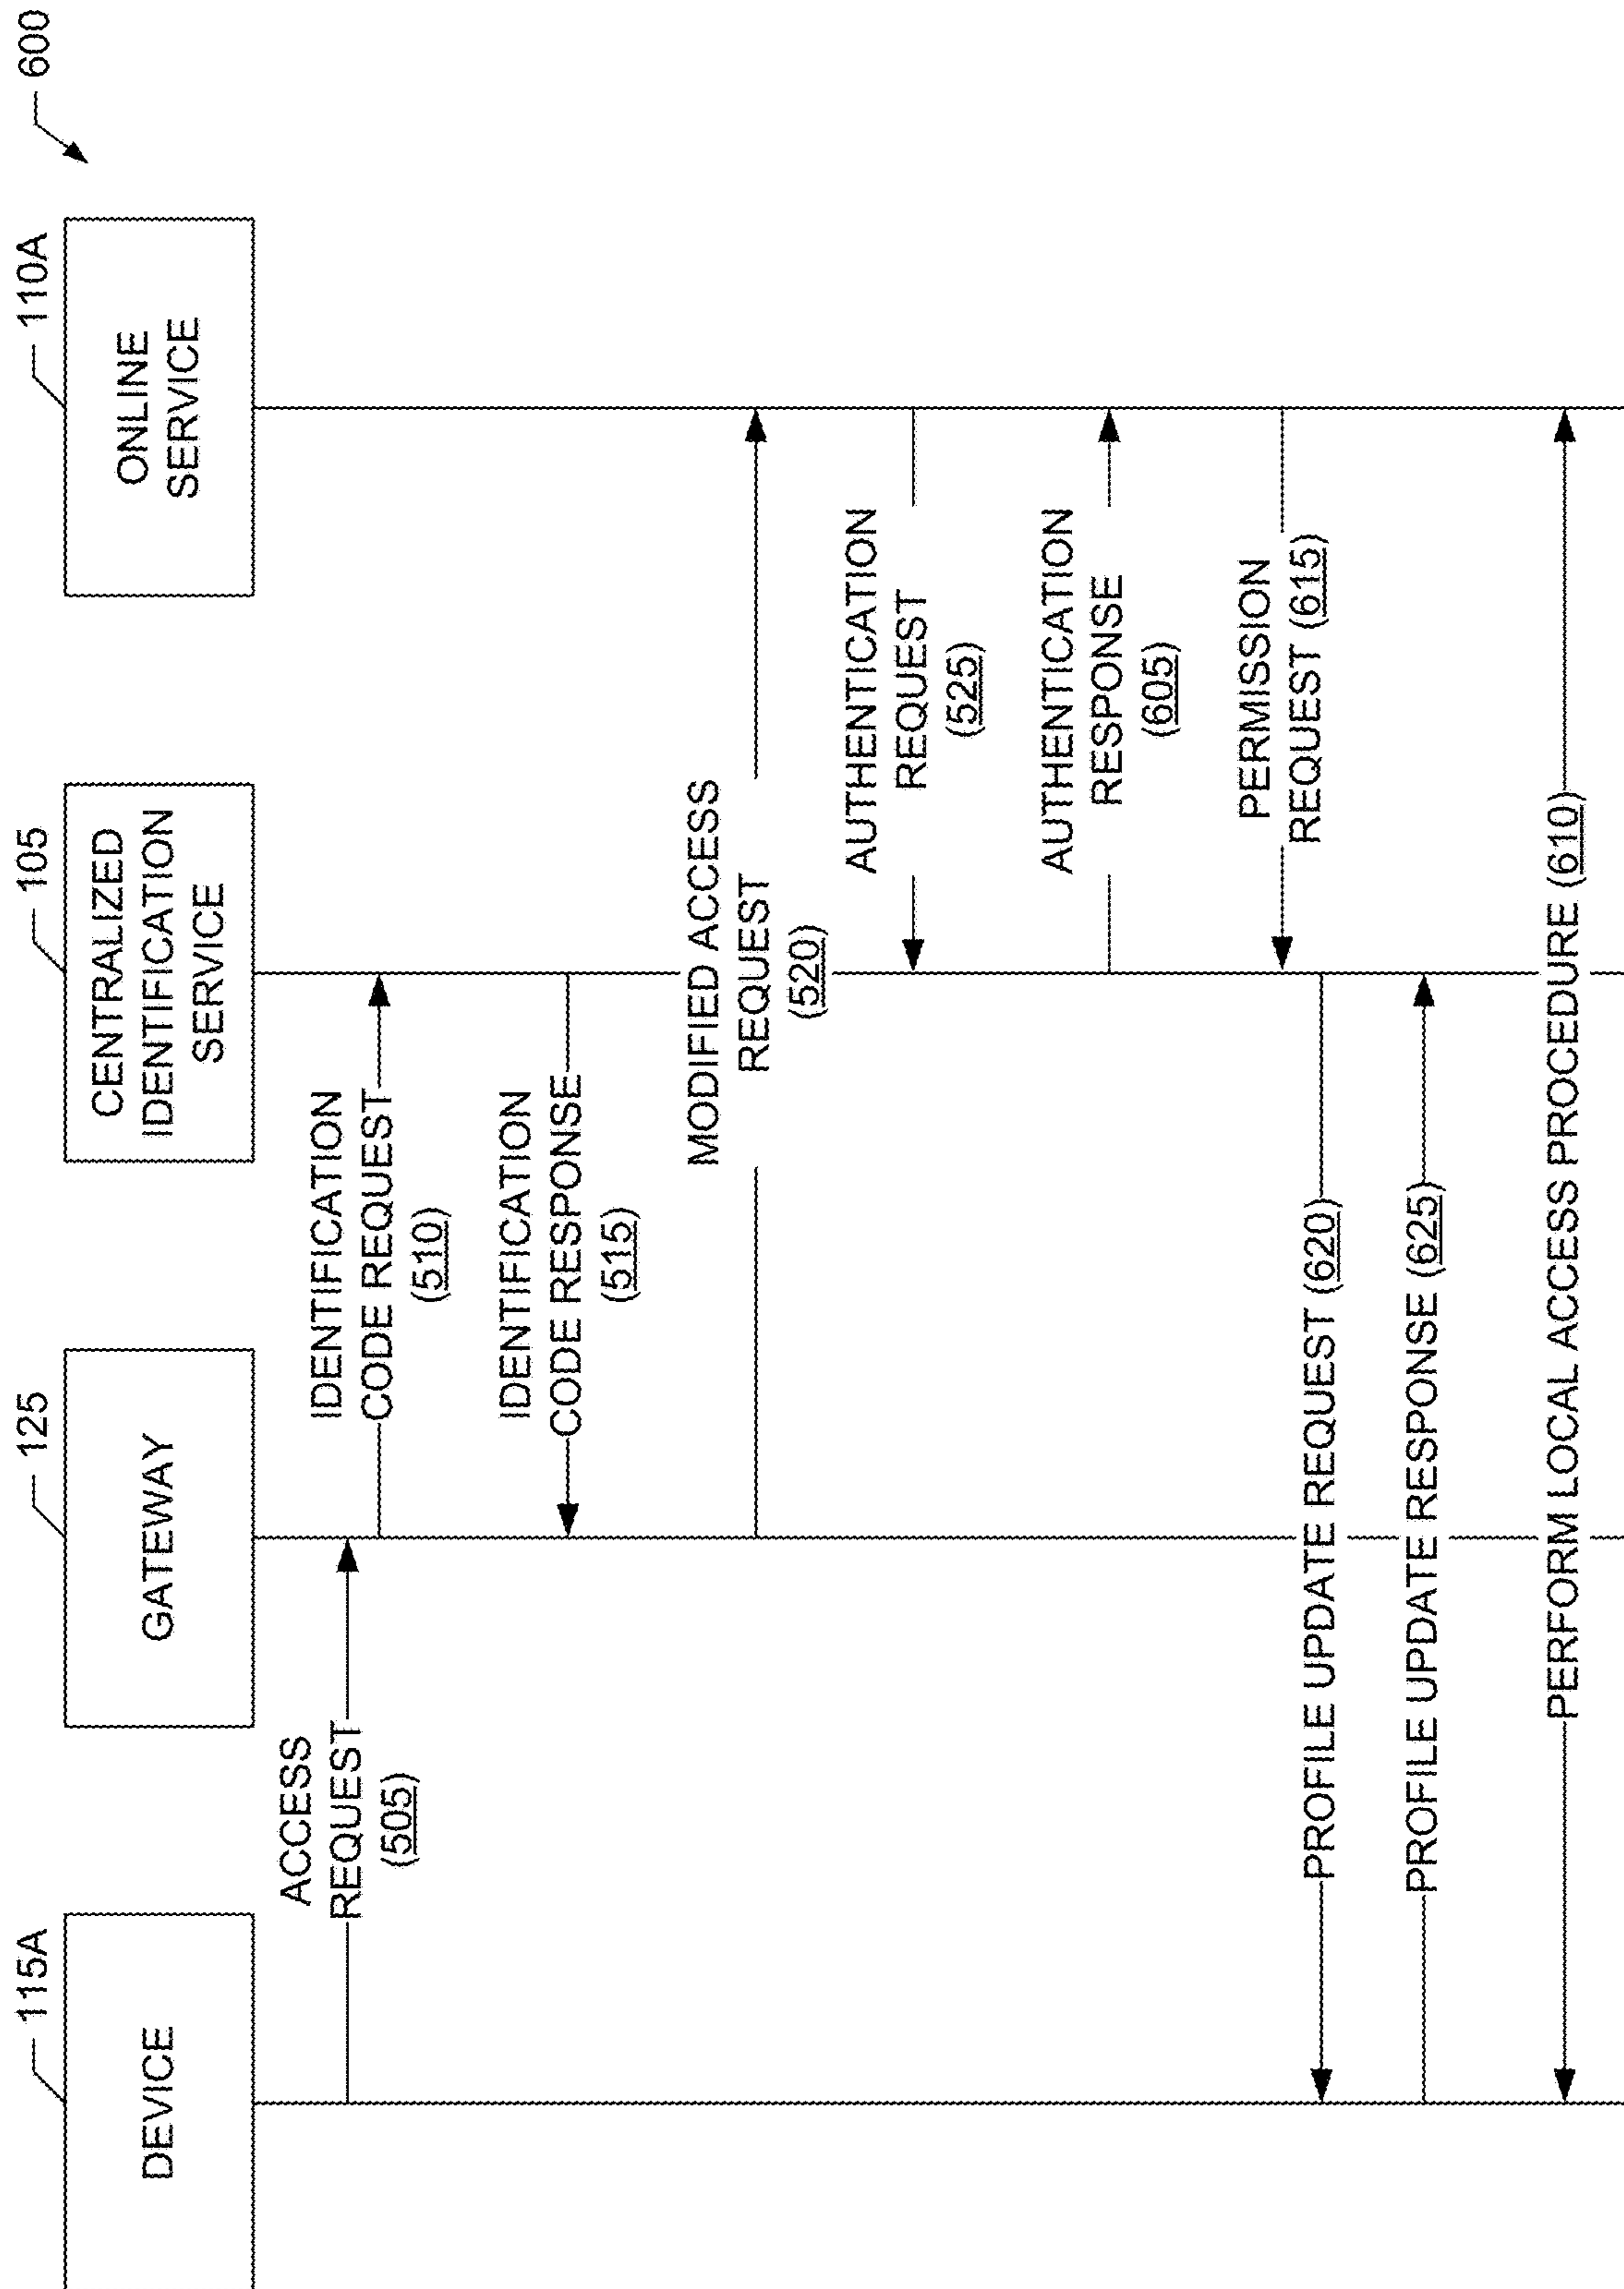 600
115A
125
105
110A
DEVICE
GATEWAY
CENTRALIZED
IDENTIFICATION
SERVICE
ONLINE
SERVICE
ACCESS
REQUEST
(505)
IDENTIFICATION
CODE REQUEST
(510)
IDENTIFICATION
CODE RESPONSE
(515)
MODIFIED ACCESS
REQUEST
(520)
AUTHENTICATION
REQUEST
(525)
AUTHENTICATION
RESPONSE
(605)
PERMISSION
REQUEST (615)
PROFILE UPDATE REQUEST (620)
PROFILE UPDATE RESPONSE (625)
PERFORM LOCAL ACCESS PROCEDURE (610)